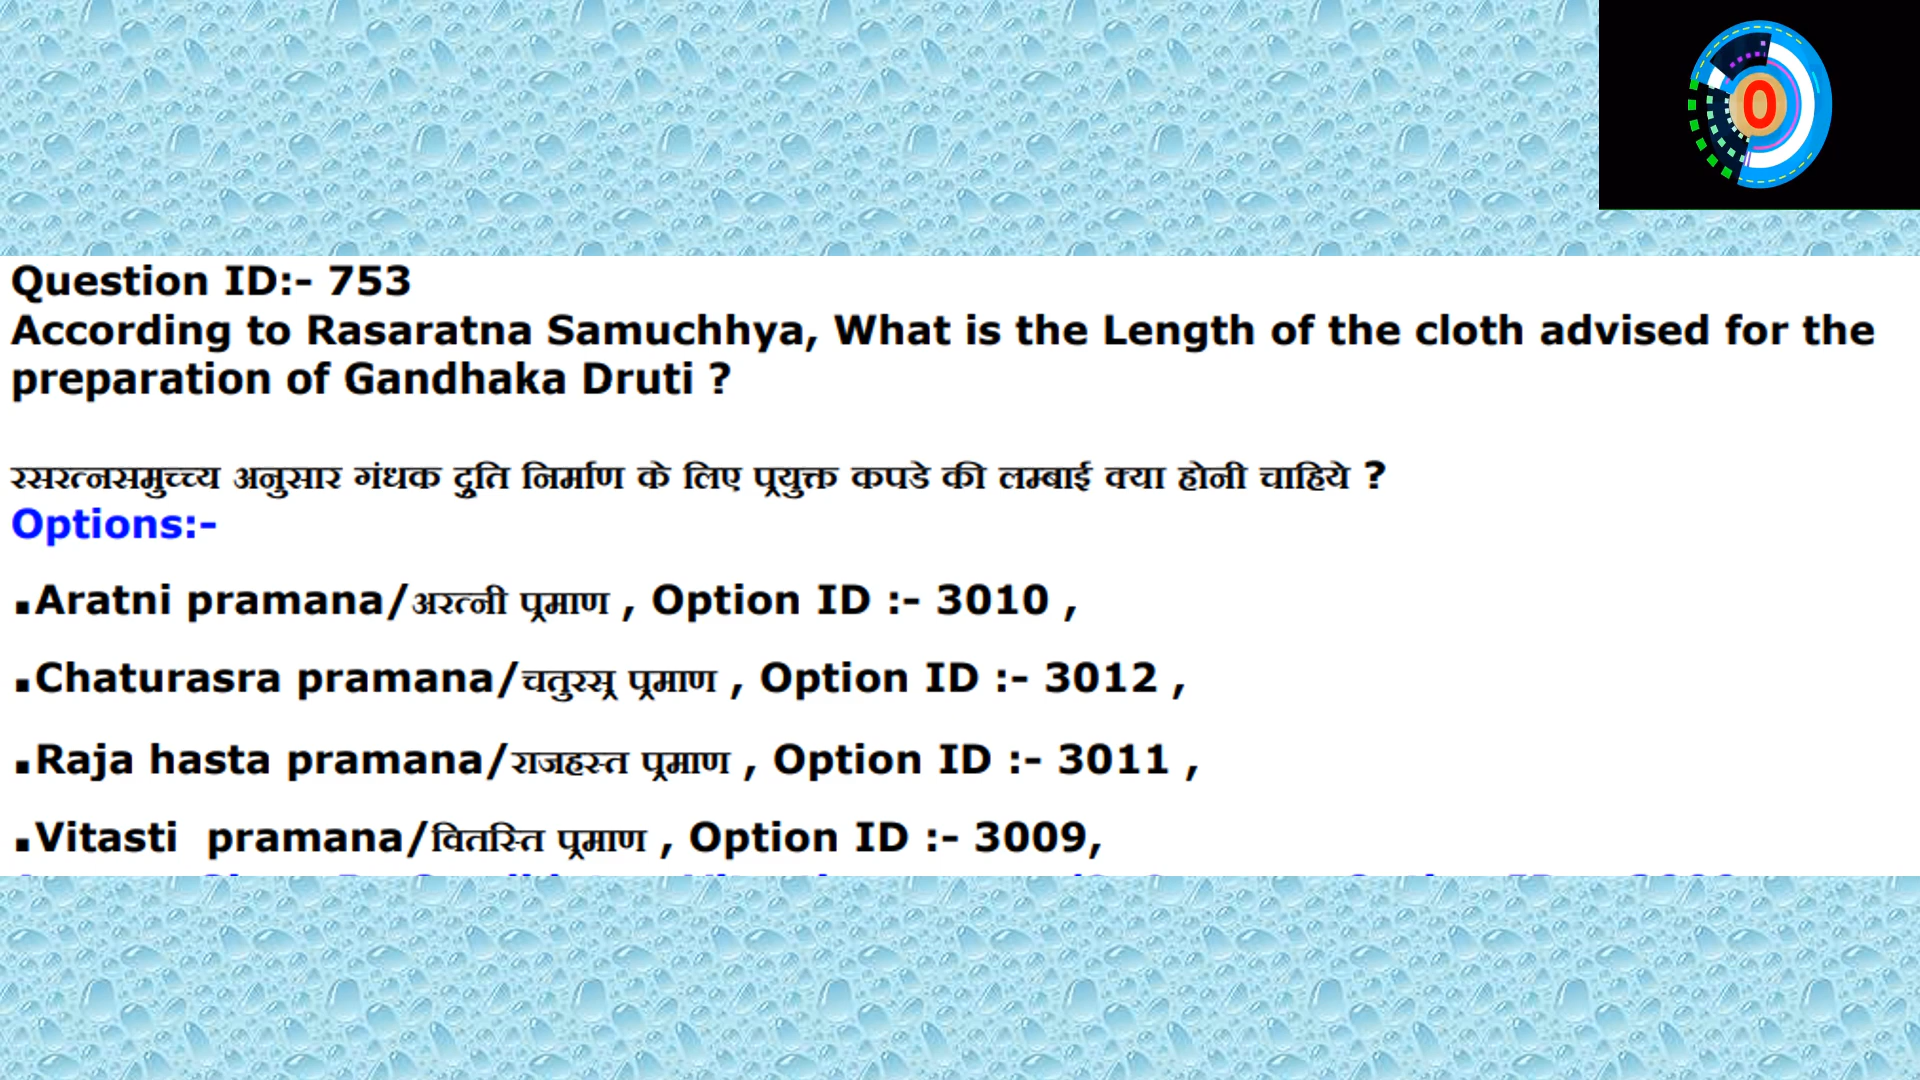 0
Question ID:- 753
According to Rasaratna Samuchhya, What is the Length of the cloth advised for the
preparation of Gandhaka Druti ?
रसरत्नसमुच्च्य अनुसार गंधक द्रुति निर्माण के लिए प्रयुक्त कपडे की लम्बाई क्या होनी चाहिये ?
Options:-
▪Aratni pramana/अरत्नी प्रमाण , Option ID :- 3010 ,
▪Chaturasra pramana/चतुरस्र प्रमाण , Option ID :- 3012 ,
▪Raja hasta pramana/राजहस्त प्रमाण , Option ID :- 3011 ,
▪Vitasti pramana/वितस्ति प्रमाण , Option ID :- 3009,